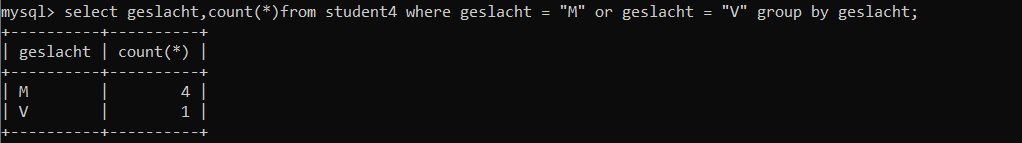 mysql> select geslacht,count(*)from student4 where geslacht = "M" or geslacht = "V" group by geslacht;
+----------+----------+
| geslacht | count(*) |
+----------+----------+
| M        |        4 |
| V        |        1 |
+----------+----------+